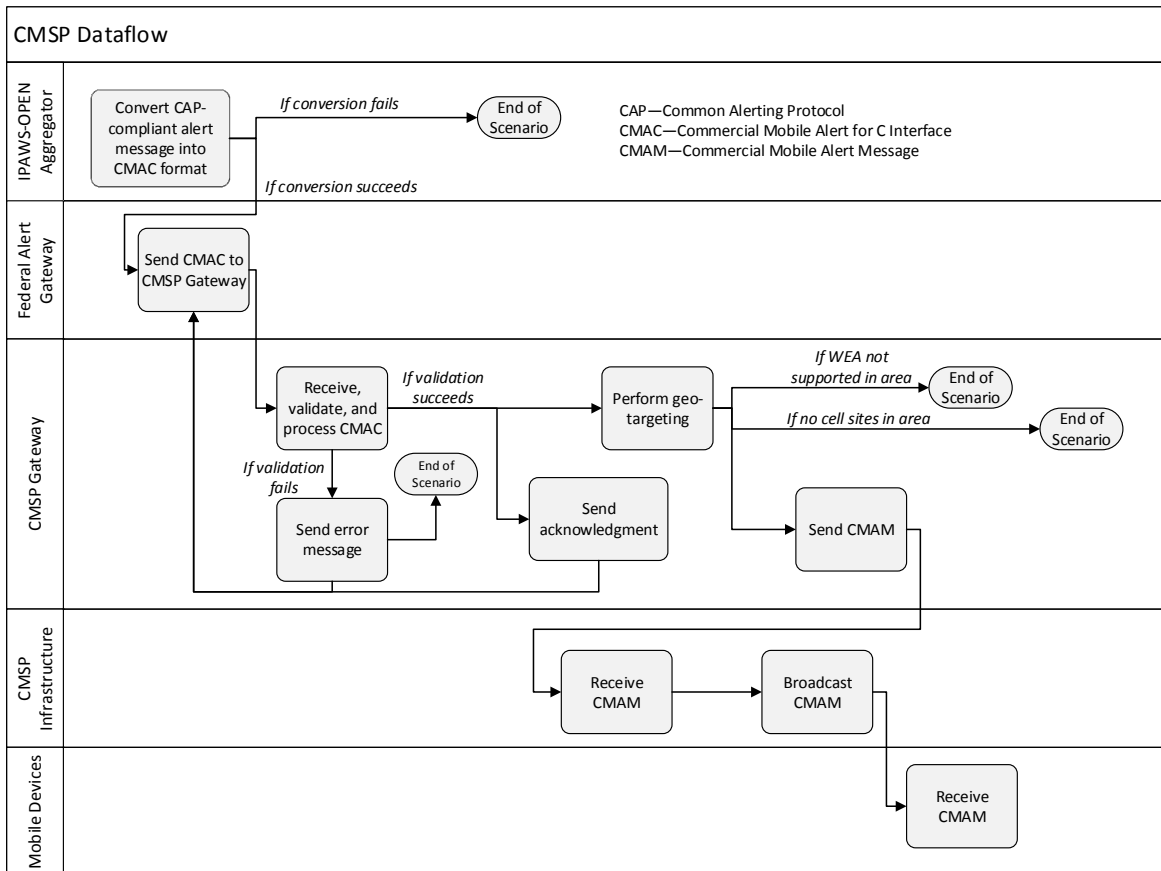 CMSP Dataflow
IPAWS-OPEN
Aggregator
Convert CAP-
compliant alert
message into
CMAC format
If conversion fails
End of
Scenario
CAP—Common Alerting Protocol
CMAC—Commercial Mobile Alert for C Interface
CMAM—Commercial Mobile Alert Message
If conversion succeeds
Federal Alert
Gateway
Send CMAC to
CMSP Gateway
CMSP Gateway
Receive,
validate, and
process CMAC
If validation
succeeds
Perform geo-
targeting
If WEA not
supported in area
End of
Scenario
If no cell sites in area
End of
Scenario
If validation
fails
End of
Scenario
Send error
message
Send
acknowledgment
Send CMAM
CMSP
Infrastructure
Receive
CMAM
Broadcast
CMAM
Mobile Devices
Receive
CMAM